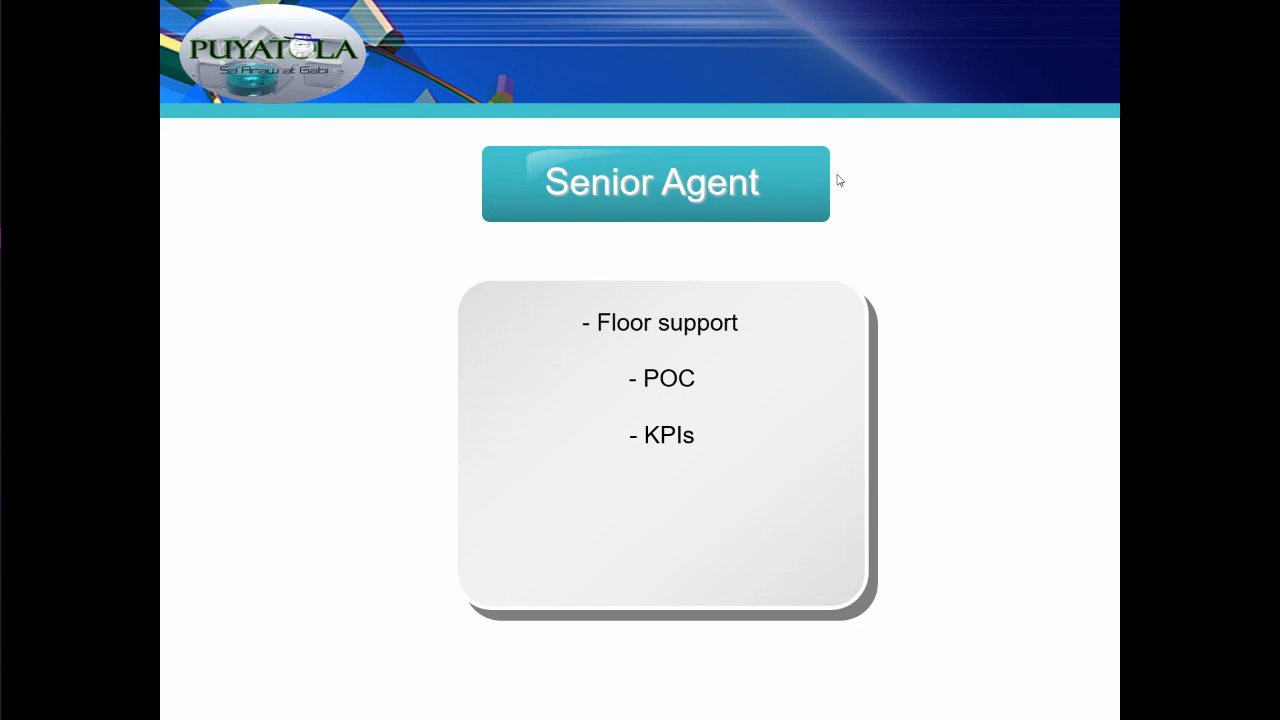 PUYATOLA
Sa Araw at Gabi
Senior Agent
- Floor support
- POC
- KPIs